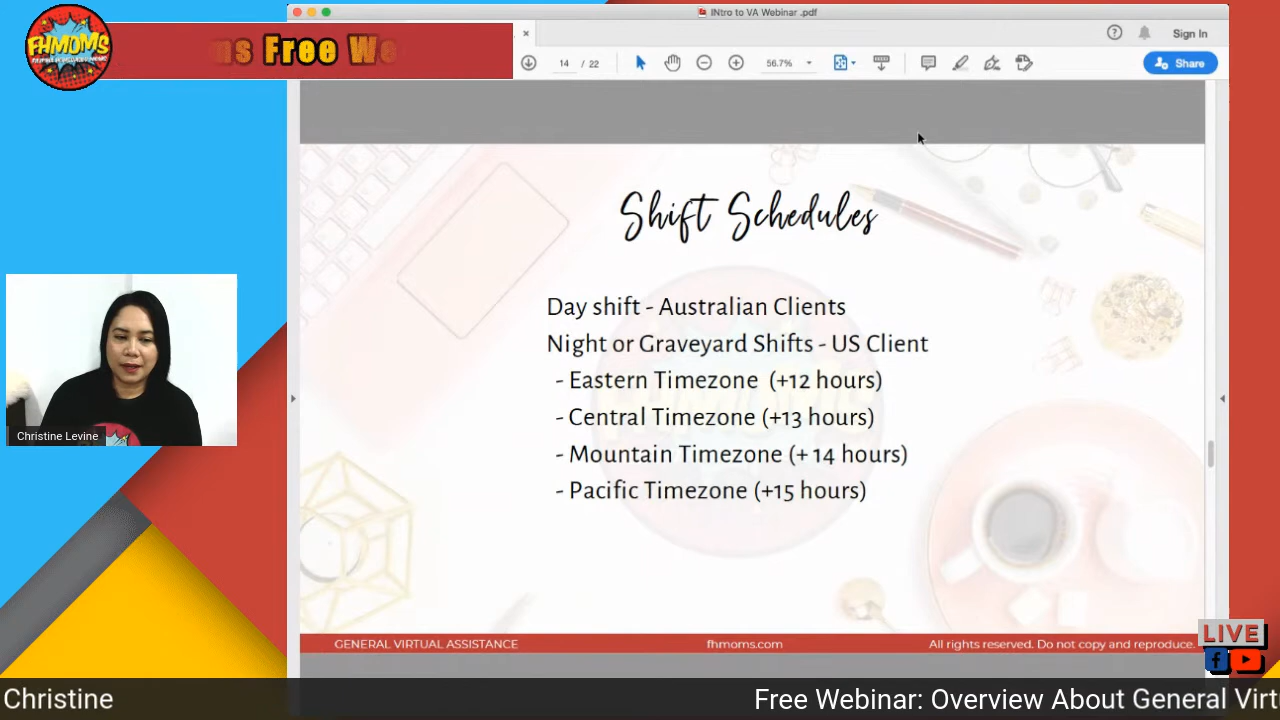 INtro to VA Webinar .pdf
FHMOMS
ns Free We
Sign In
14 / 22
56.7%
Share
Shift Schedules
Day shift - Australian Clients
Night or Graveyard Shifts - US Client
- Eastern Timezone (+12 hours)
- Central Timezone (+13 hours)
- Mountain Timezone (+ 14 hours)
- Pacific Timezone (+15 hours)
Christine Levine
GENERAL VIRTUAL ASSISTANCE
fhmoms.com
All rights reserved. Do not copy and reproduce.
LIVE
Christine
Free Webinar: Overview About General Virt